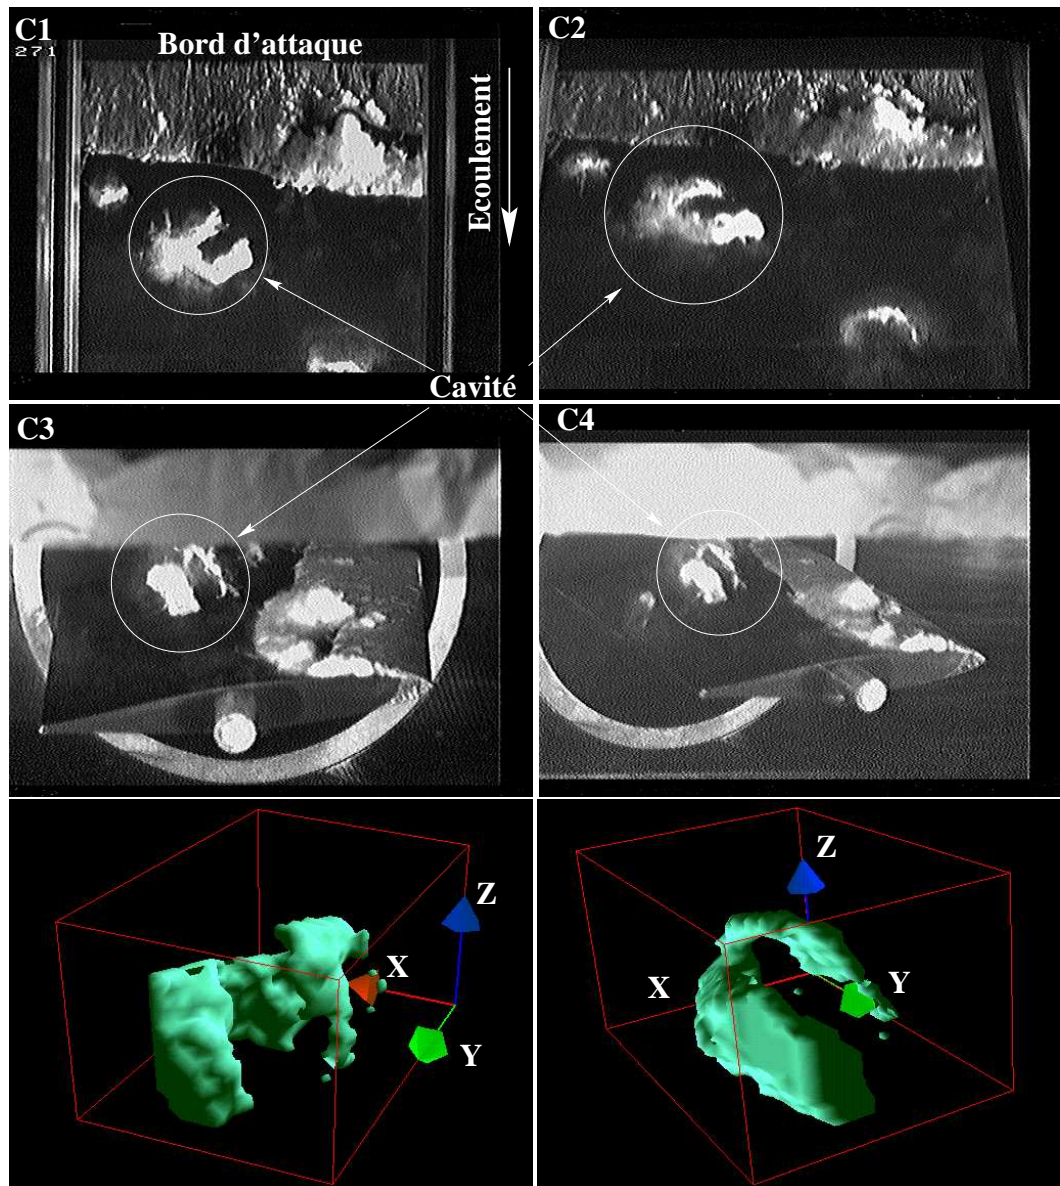 C1
271
Bord d'attaque
Ecoulement
C2
Cavité
C3
C4
Z
X
Y
Z
X
Y